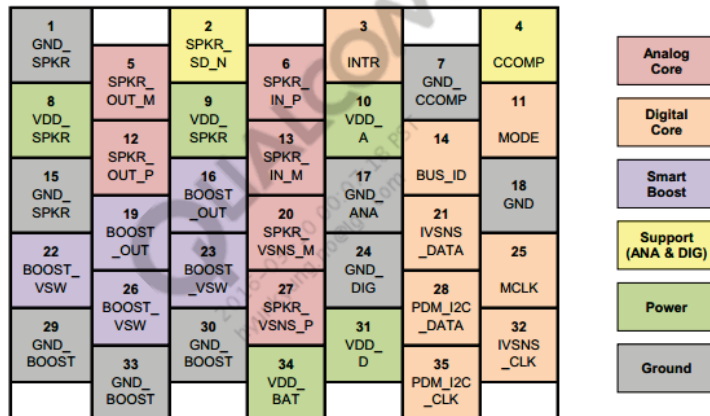 1
GND_
SPKR
2
SPKR_
SD_N
3
INTR
4
CCOMP
5
SPKR_
OUT_M
6
SPKR_
IN_P
7
GND_
CCOMP
8
VDD_
SPKR
9
VDD_
SPKR
10
VDD_
A
11
MODE
12
SPKR_
OUT_P
13
SPKR_
IN_M
14
BUS_ID
15
GND_
SPKR
16
BOOST
_OUT
17
GND_
ANA
18
GND
19
BOOST
_OUT
20
SPKR_
VSNS_M
21
IVSNS
_DATA
22
BOOST_
VSW
23
BOOST
_VSW
24
GND_
DIG
25
MCLK
26
BOOST_
VSW
27
SPKR_
VSNS_P
28
PDM_I2C
_DATA
29
GND_
BOOST
30
GND_
BOOST
31
VDD_
D
32
IVSNS
_CLK
33
GND_
BOOST
34
VDD_
BAT
35
PDM_I2C
_CLK
Analog
Core
Digital
Core
Smart
Boost
Support
(ANA & DIG)
Power
Ground